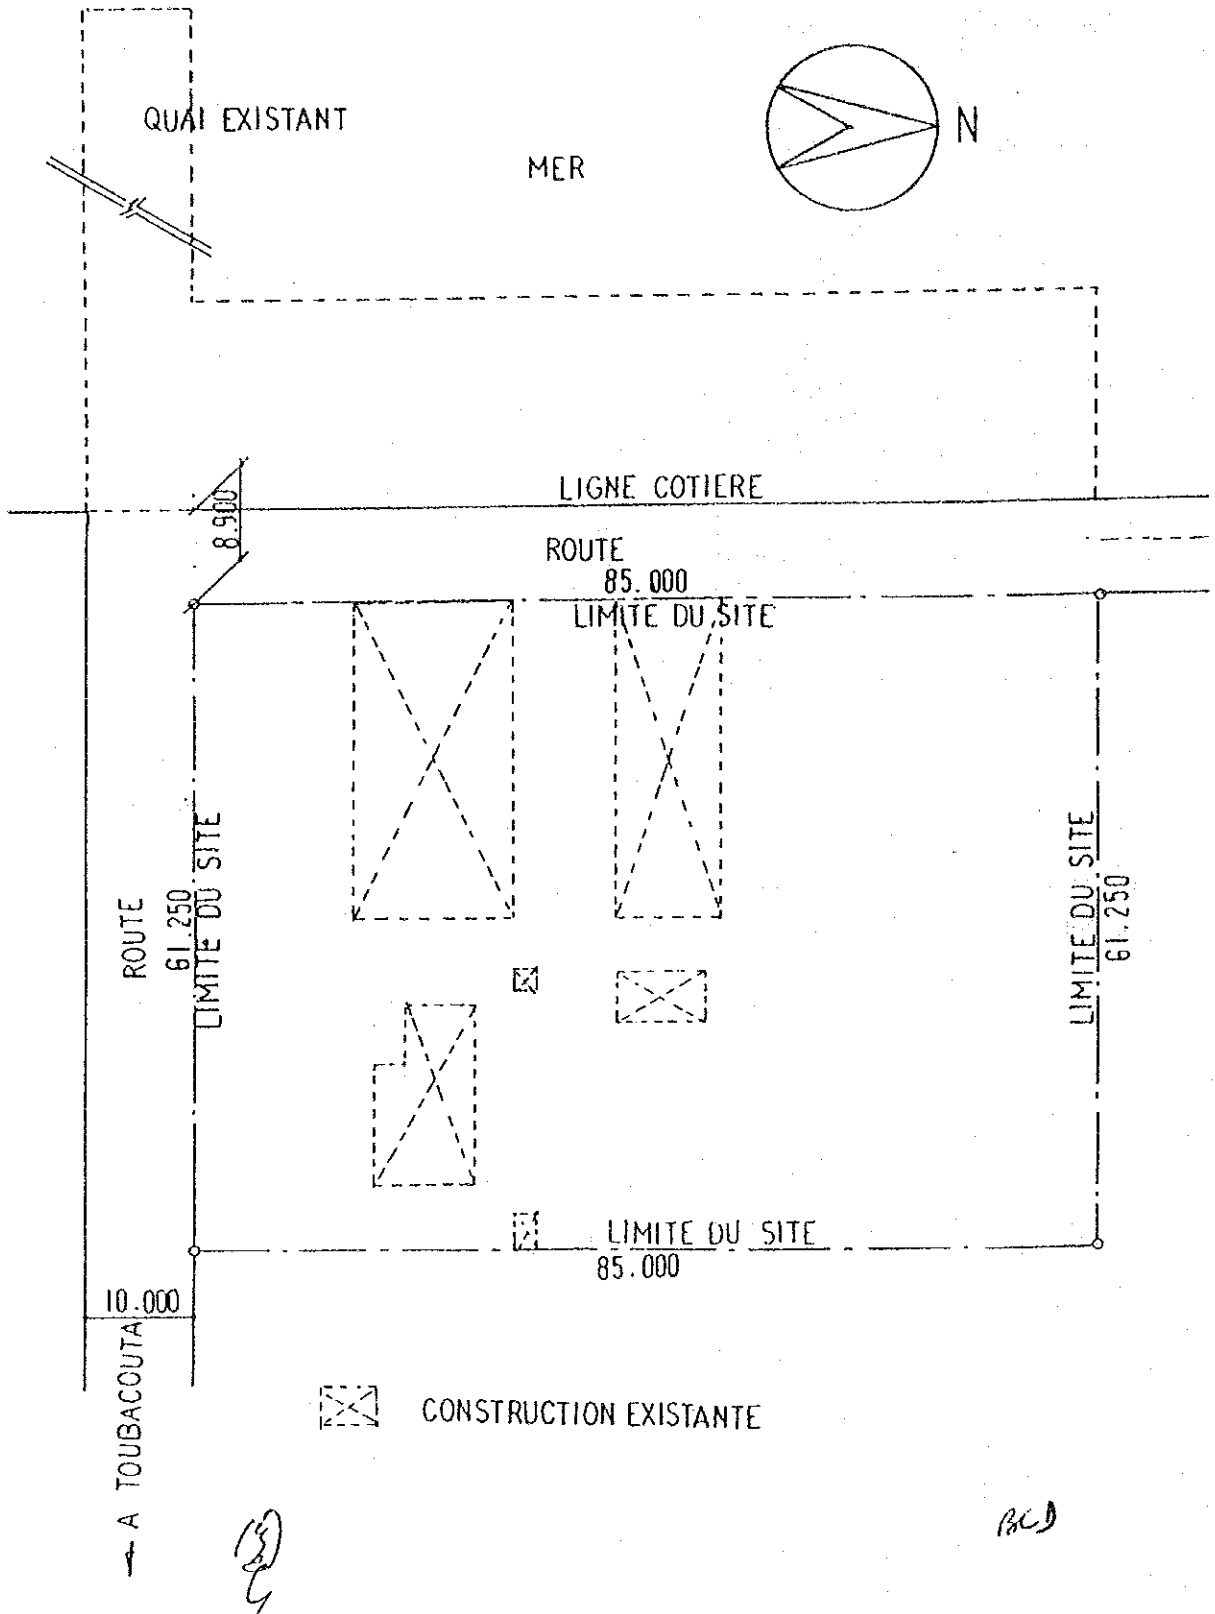 QUAI EXISTANT
N
MER
LIGNE COTIERE
8.900
ROUTE
85.000
LIMITE DU SITE
ROUTE
61.250
LIMITE DU SITE
LIMITE DU SITE
61.250
LIMITE DU SITE
85.000
10.000
A TOUBACOUTA
CONSTRUCTION EXISTANTE